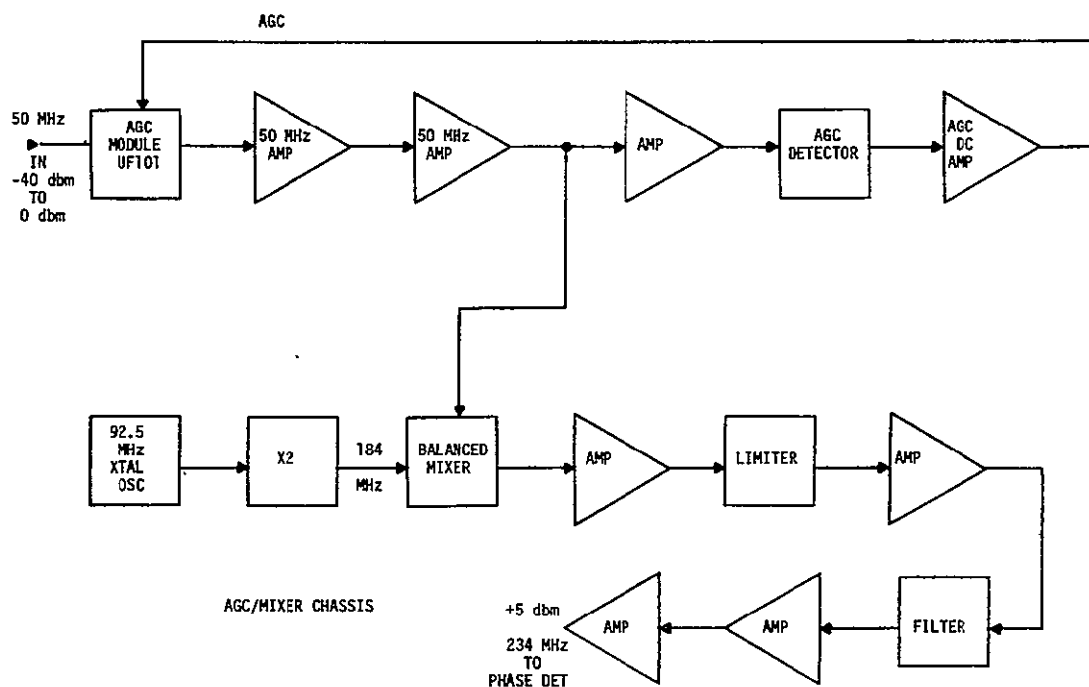 AGC
50 MHz
IN
-40 dbm
TO
0 dbm
AGC
MODULE
UF101
50 MHz
AMP
50 MHz
AMP
AMP
AGC
DETECTOR
AGC
DC
AMP
92.5
MHz
XTAL
OSC
X2
184
MHz
BALANCED
MIXER
AMP
LIMITER
AMP
AGC/MIXER CHASSIS
+5 dbm
234 MHz
TO
PHASE DET
AMP
AMP
FILTER